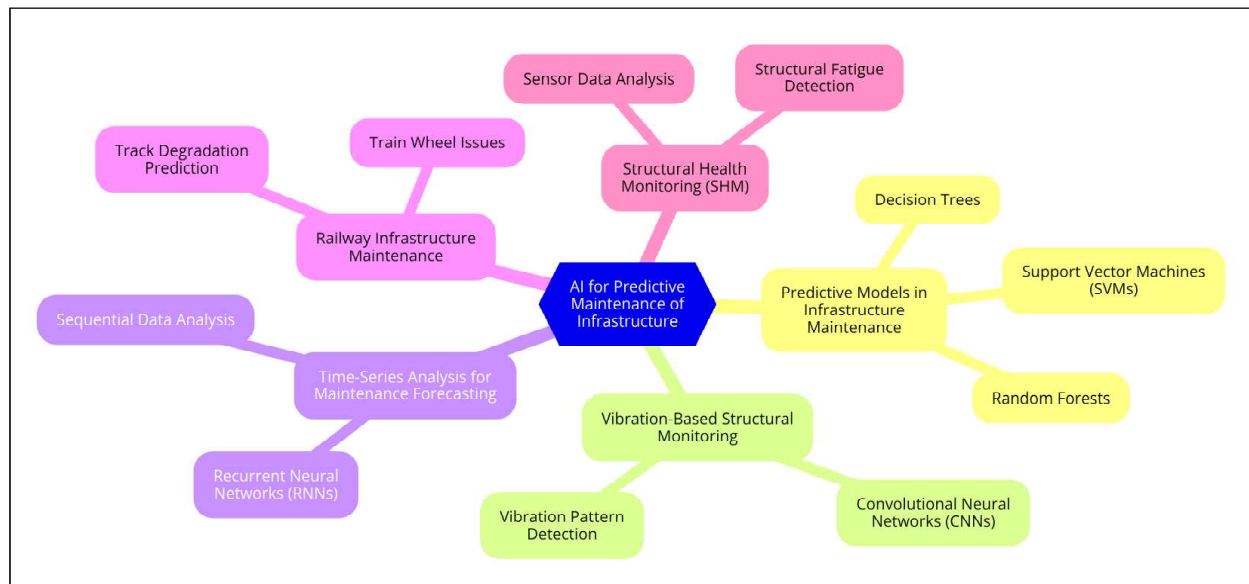 Sensor Data Analysis
Structural Fatigue
Detection
Structural Health
Monitoring (SHM)
Track Degradation
Prediction
Train Wheel Issues
Railway Infrastructure
Maintenance
Decision Trees
Support Vector Machines
(SVMs)
Predictive Models in
Infrastructure
Maintenance
Random Forests
AI for Predictive
Maintenance of
Infrastructure
Sequential Data Analysis
Time-Series Analysis for
Maintenance Forecasting
Recurrent Neural
Networks (RNNs)
Vibration-Based Structural
Monitoring
Vibration Pattern
Detection
Convolutional Neural
Networks (CNNs)